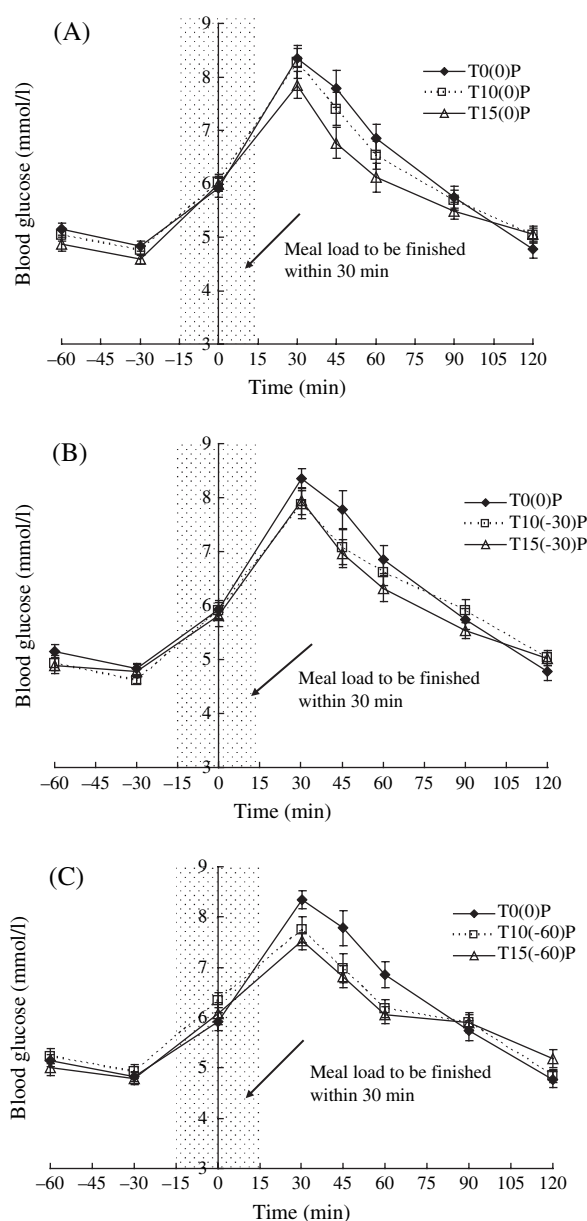 (A)
9
8
7
6
5
4
3
Blood glucose (mmol/l)
T0(0)P
T10(0)P
T15(0)P
Meal load to be finished
within 30 min
−60 −45 −30 −15 0 15 30 45 60 75 90 105 120
Time (min)
(B)
9
8
7
6
5
4
3
Blood glucose (mmol/l)
T0(0)P
T10(-30)P
T15(-30)P
Meal load to be finished
within 30 min
−60 −45 −30 −15 0 15 30 45 60 75 90 105 120
Time (min)
(C)
9
8
7
6
5
4
3
Blood glucose (mmol/l)
T0(0)P
T10(-60)P
T15(-60)P
Meal load to be finished
within 30 min
−60 −45 −30 −15 0 15 30 45 60 75 90 105 120
Time (min)